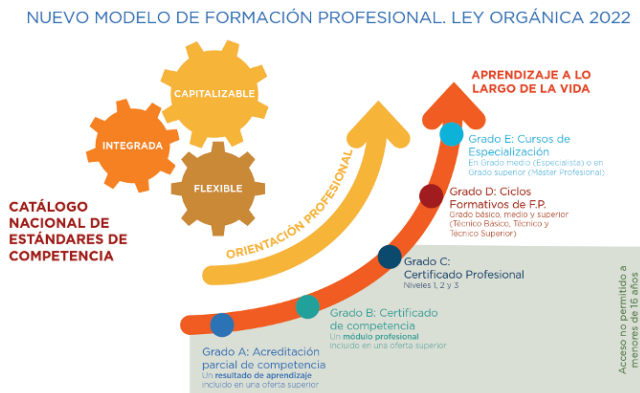 NUEVO MODELO DE FORMACIÓN PROFESIONAL. LEY ORGÁNICA 2022
CAPITALIZABLE
INTEGRADA
FLEXIBLE
CATÁLOGO
NACIONAL DE
ESTÁNDARES DE
COMPETENCIA
ORIENTACIÓN PROFESIONAL
APRENDIZAJE A LO
LARGO DE LA VIDA
Grado E: Cursos de
Especialización
En Grado medio (Especialista) o en
Grado superior (Máster Profesional)
Grado D: Ciclos
Formativos de F.P.
Grado básico, medio y superior
(Técnico Básico, Técnico y
Técnico Superior)
Grado C:
Certificado Profesional
Niveles 1, 2 y 3
Grado B: Certificado
de competencia
Un módulo profesional
incluido en una oferta superior
Grado A: Acreditación
parcial de competencia
Un resultado de aprendizaje
incluido en una oferta superior
Acceso no permitido a
menores de 16 años